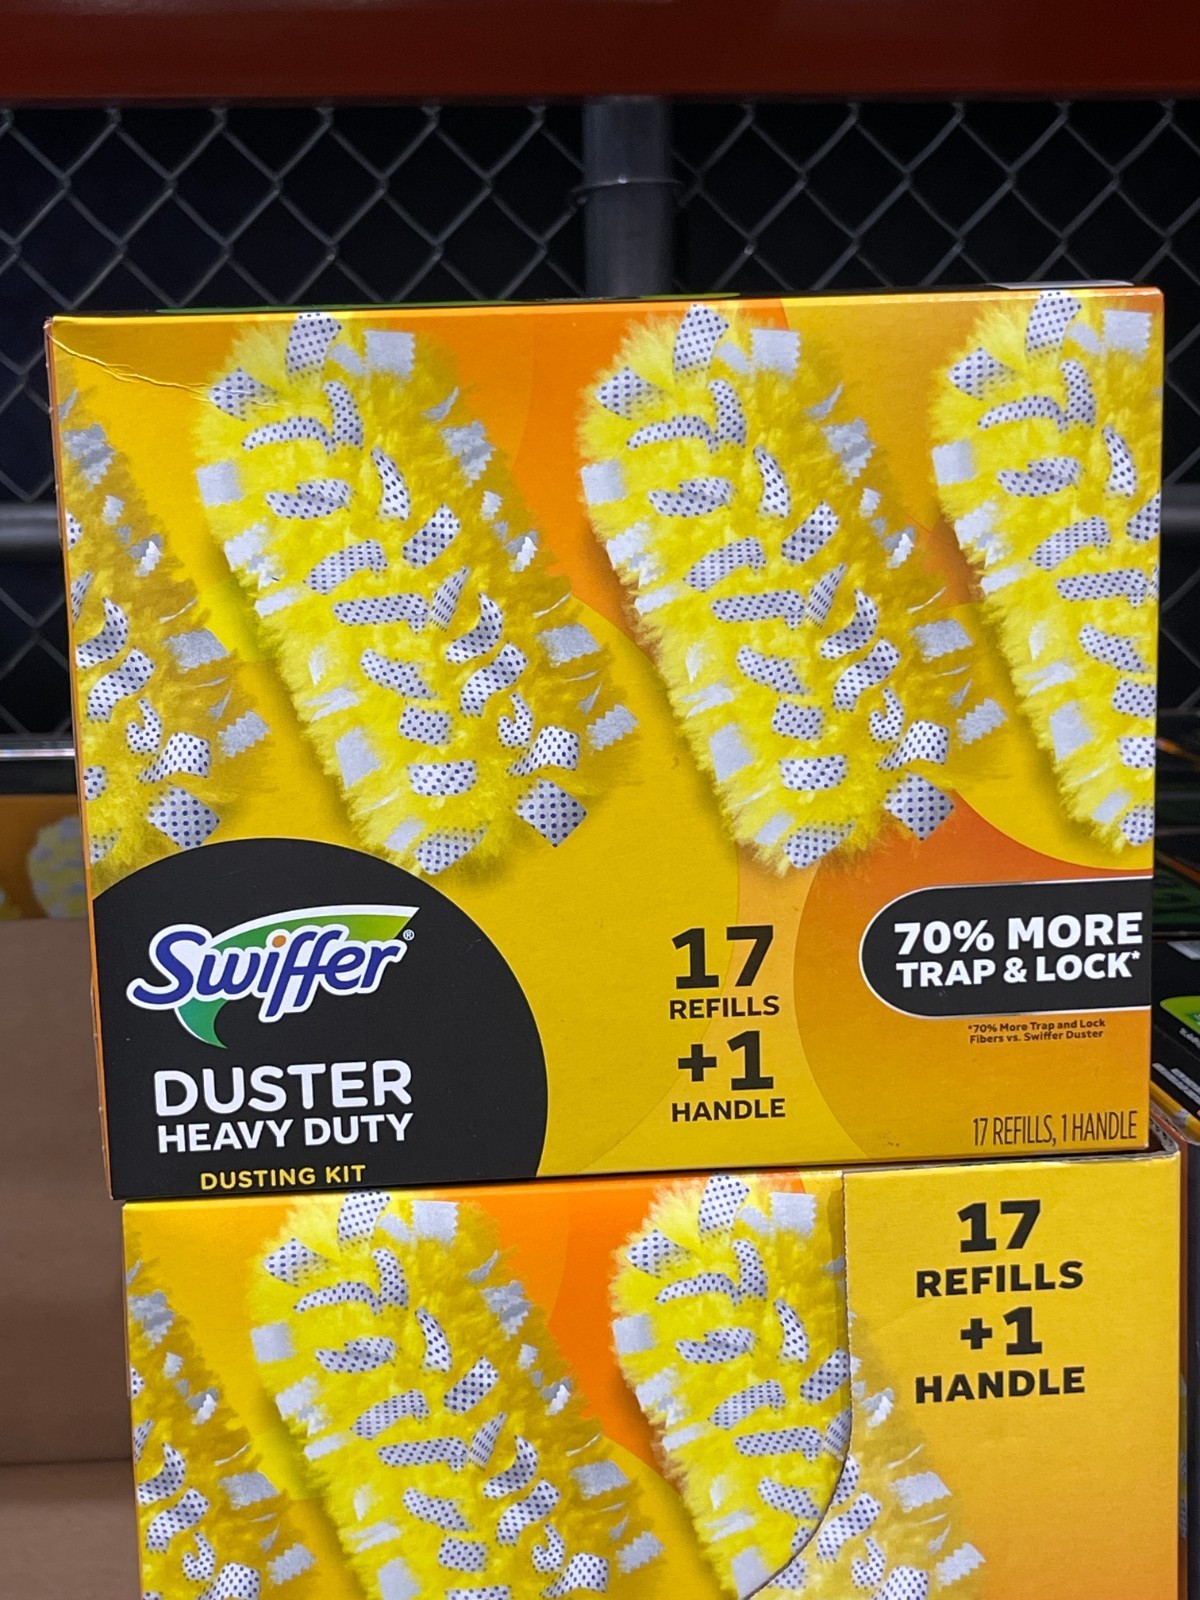 Swiffer®
DUSTER
HEAVY DUTY
DUSTING KIT
17
REFILLS
+1
HANDLE
70% MORE
TRAP & LOCK*
*70% More Trap and Lock
Fibers vs. Swiffer Duster
17 REFILLS, 1 HANDLE
17
REFILLS
+1
HANDLE